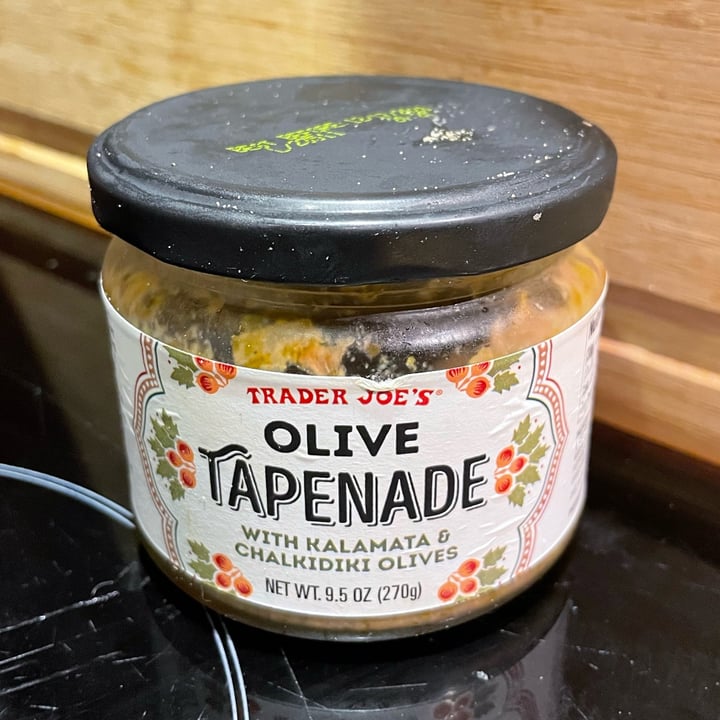 TRADER JOE'S®
OLIVE
TAPENADE
WITH KALAMATA &
CHALKIDIKI OLIVES
NET WT. 9.5 OZ (270g)